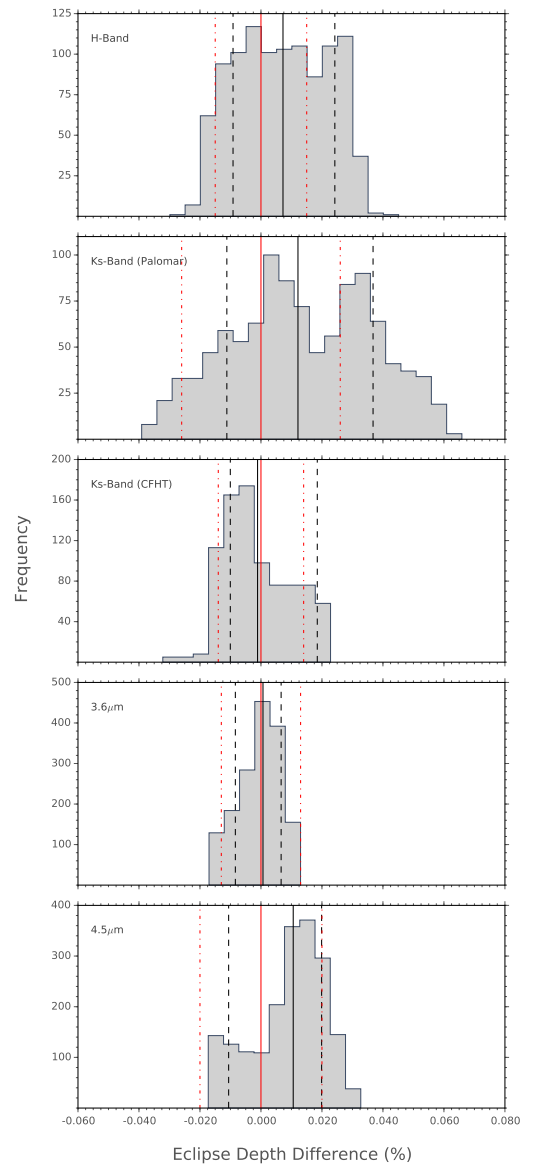 125
100
75
50
25
H-Band
100
75
50
25
Ks-Band (Palomar)
200
160
120
80
40
Ks-Band (CFHT)
Frequency
500
400
300
200
100
3.6μm
400
300
200
100
4.5μm
-0.060 -0.040 -0.020 0.000 0.020 0.040 0.060 0.080
Eclipse Depth Difference (%)